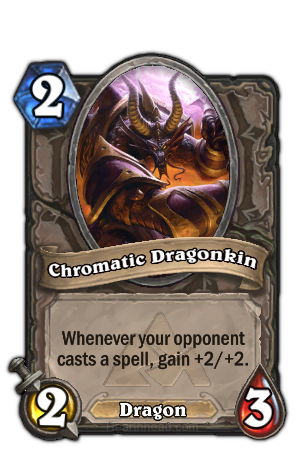 2
Chromatic Dragonkin
Whenever your opponent
casts a spell, gain +2/+2.
2
Dragon
3